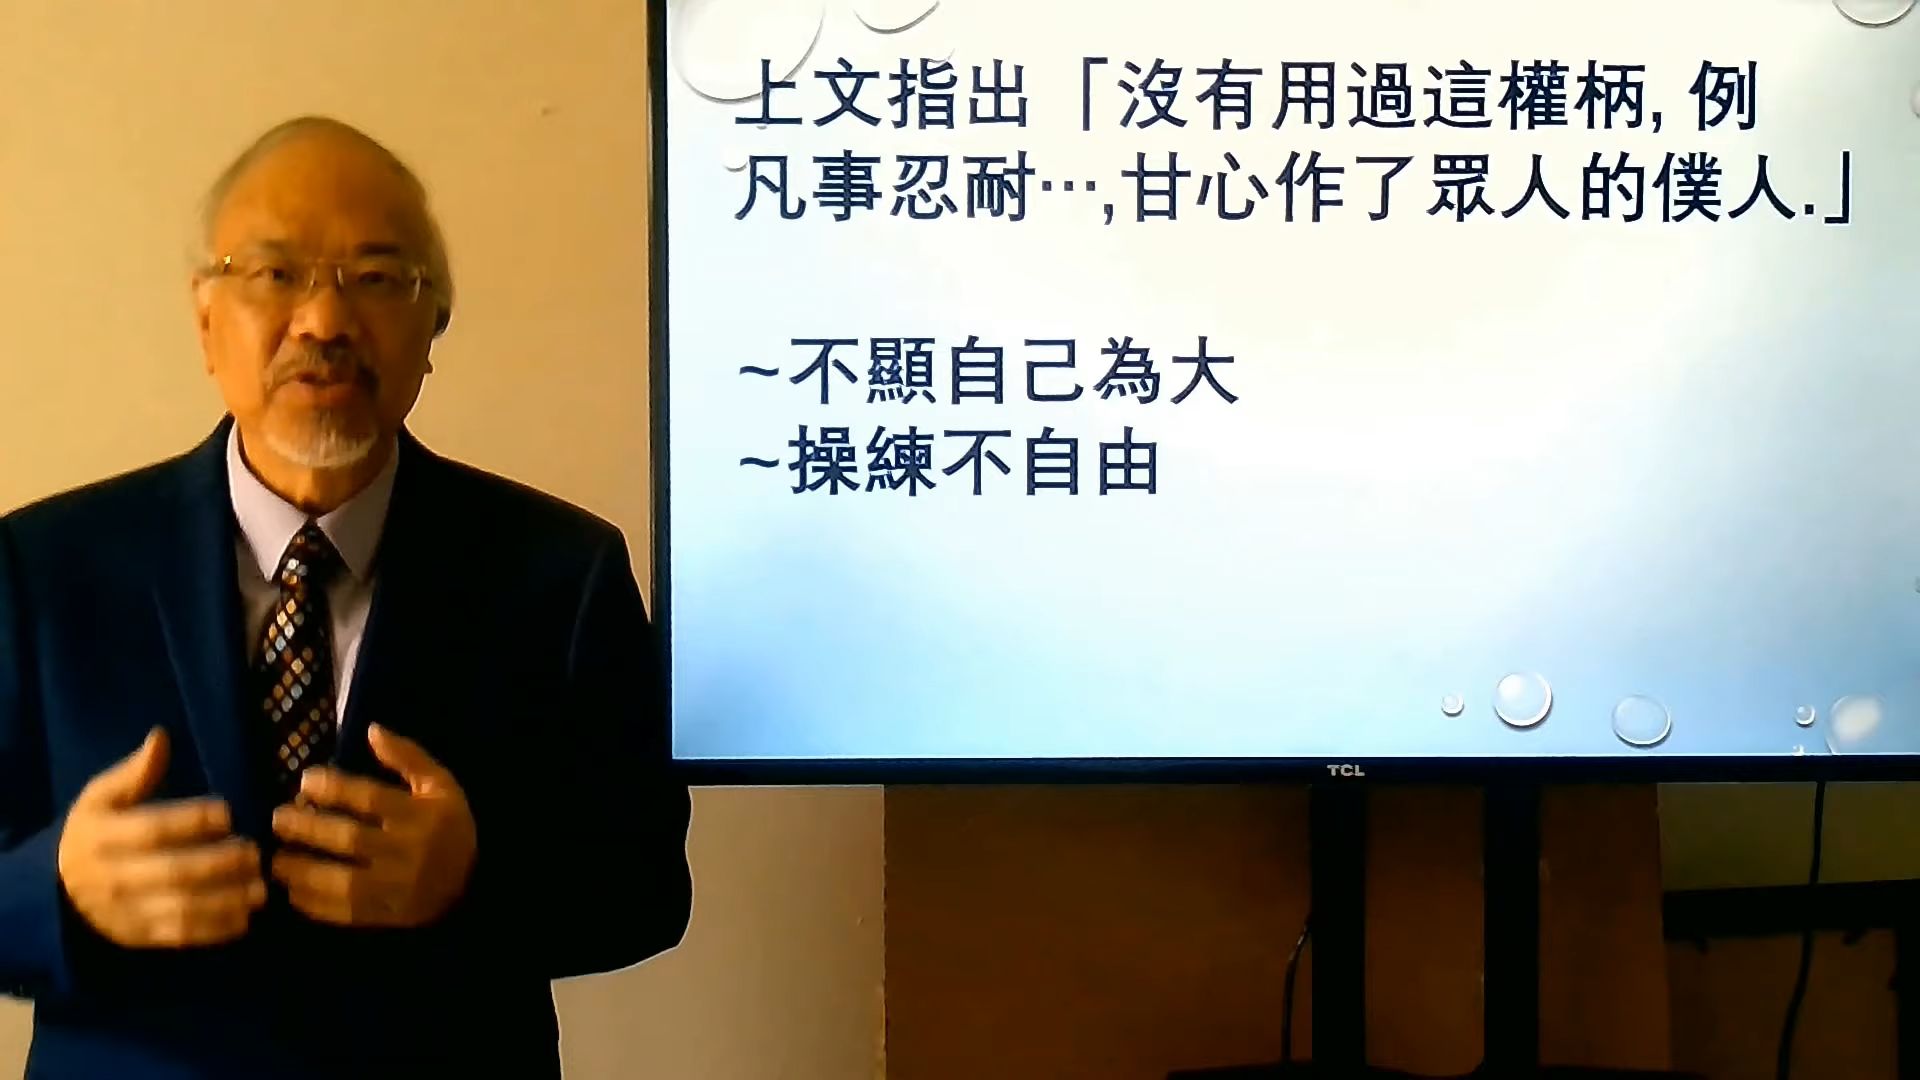 上文指出「沒有用過這權柄, 例
凡事忍耐…,甘心作了眾人的僕人.」
~不顯自己為大
~操練不自由
TCL